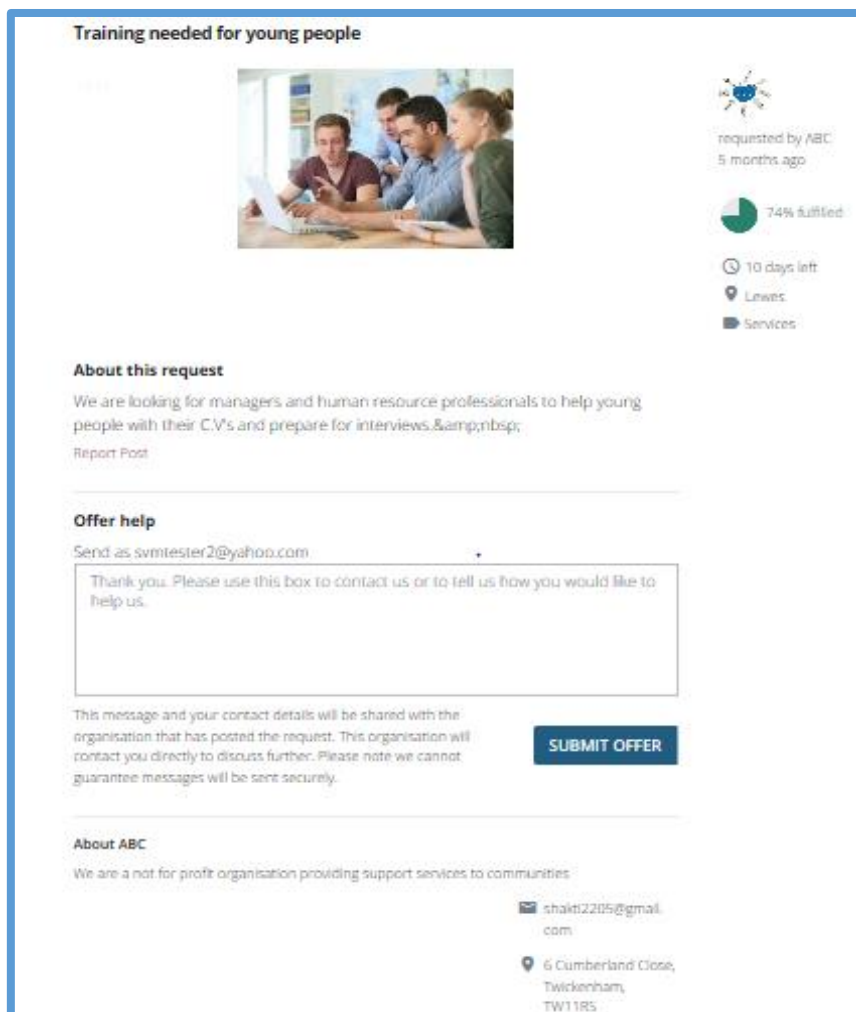 Training needed for young people
requested by ABC
5 months ago
74% fulfilled
10 days left
Lewes
Services
About this request
We are looking for managers and human resource professionals to help young
people with their C.V's and prepare for interviews.&amp;nbsp;
Report Post
Offer help
Send as svmtester2@yahoo.com
Thank you. Please use this box to contact us or to tell us how you would like to
help us.
This message and your contact details will be shared with the
organisation that has posted the request. This organisation will
contact you directly to discuss further. Please note we cannot
guarantee messages will be sent securely.
SUBMIT OFFER
About ABC
We are a not for profit organisation providing support services to communities
shakti2205@gmail.
com
6 Cumberland Close,
Twickenham,
TW11RS